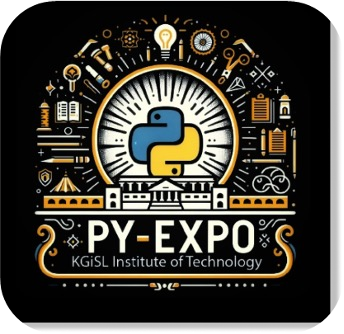 PY-EXPO
KGiSL Institute of Technology